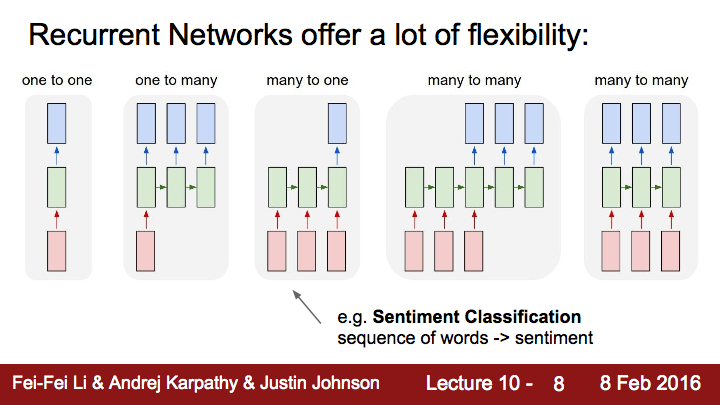 Recurrent Networks offer a lot of flexibility:
one to one
one to many
many to one
many to many
many to many
e.g. Sentiment Classification
sequence of words -> sentiment
Fei-Fei Li & Andrej Karpathy & Justin Johnson
Lecture 10 - 8
8 Feb 2016